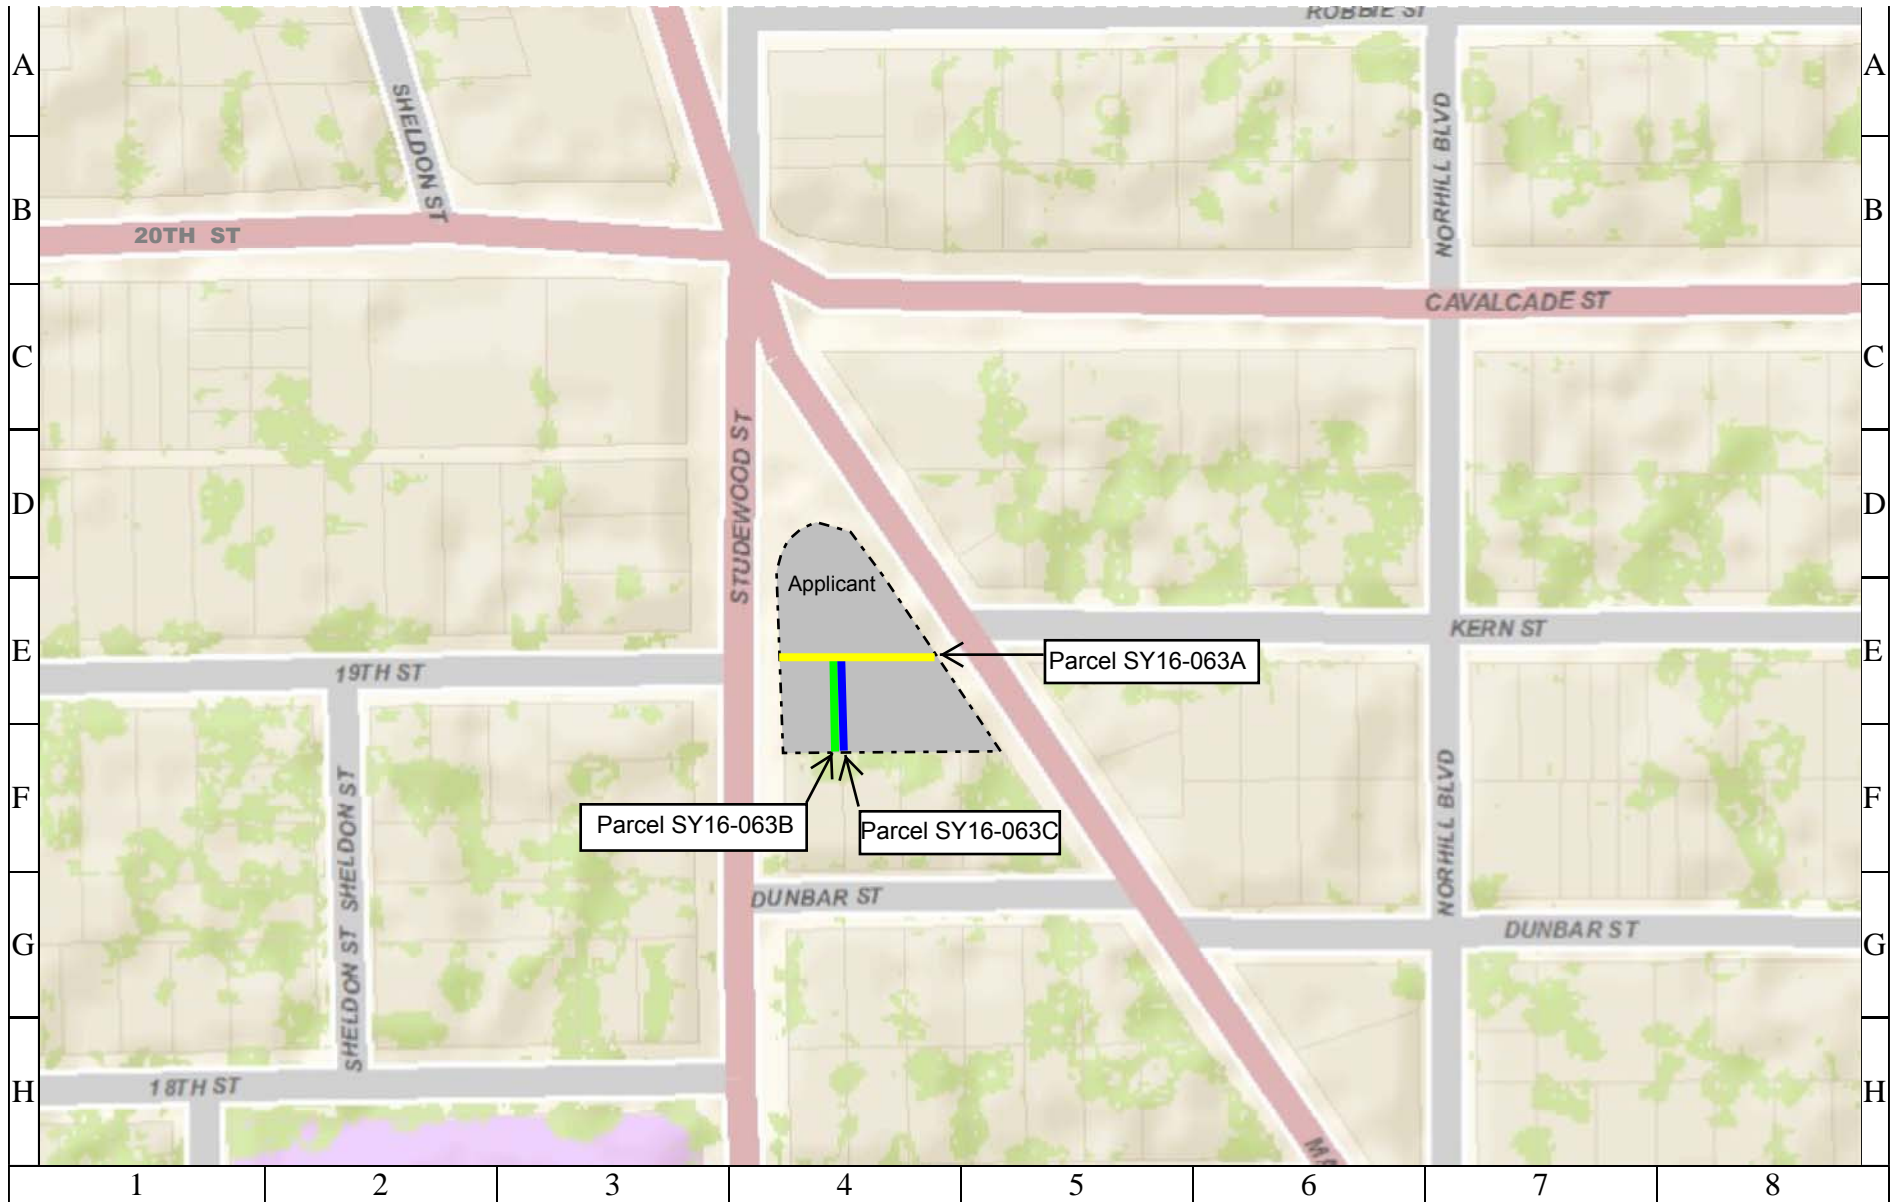 ROBBIE ST
A
A
SHELDON ST
NORHILL BLVD
B
B
20TH ST
CAVALCADE ST
C
C
STUDEWOOD ST
D
D
Applicant
KERN ST
E
E
Parcel SY16-063A
19TH ST
NORHILL BLVD
SHELDON ST
F
F
Parcel SY16-063B
Parcel SY16-063C
DUNBAR ST
DUNBAR ST
G
G
SHELDON ST
18TH ST
H
H
1
2
3
4
5
6
7
8